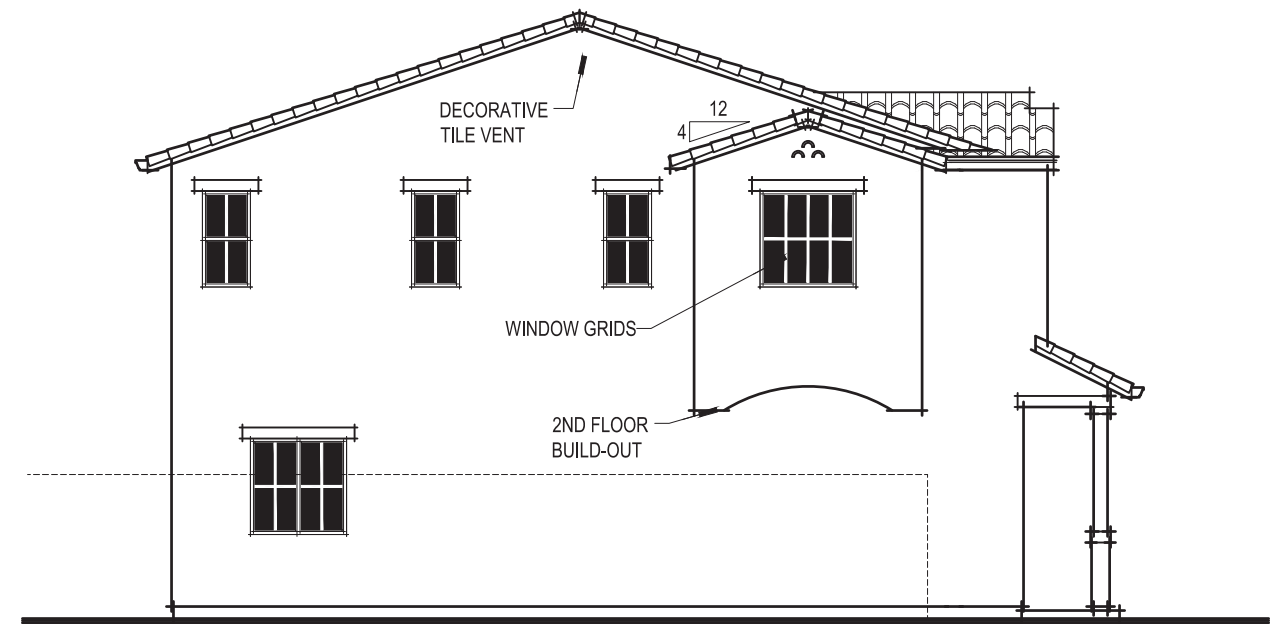 DECORATIVE
TILE VENT
12
4
WINDOW GRIDS
2ND FLOOR
BUILD-OUT